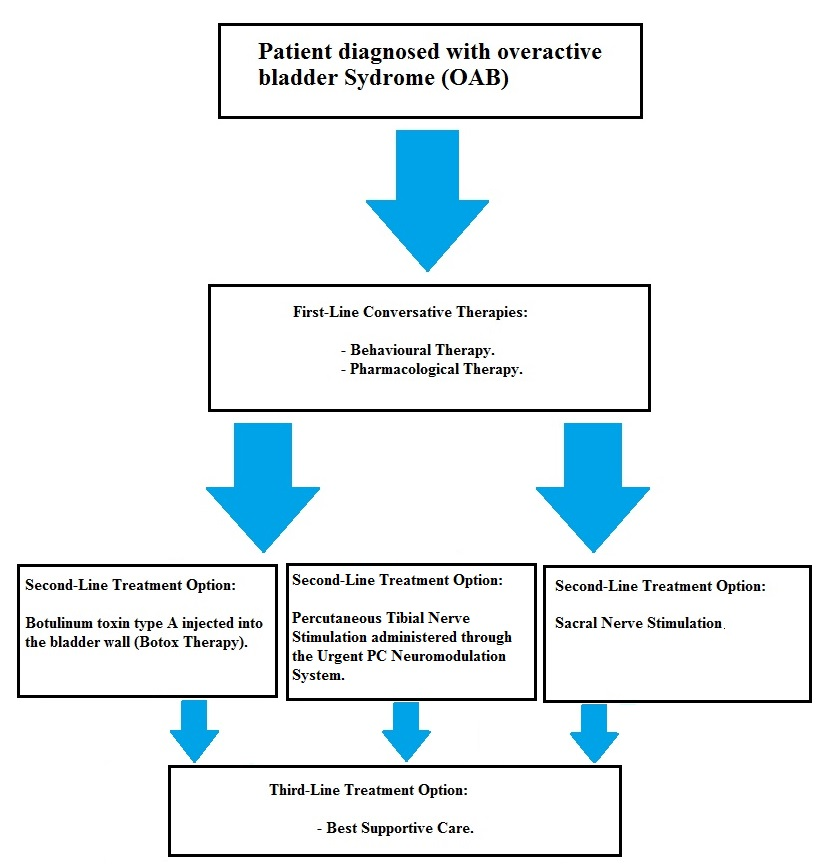 Patient diagnosed with overactive
bladder Sydrome (OAB)
First-Line Conversative Therapies:
- Behavioural Therapy.
- Pharmacological Therapy.
Second-Line Treatment Option:
Botulinum toxin type A injected into
the bladder wall (Botox Therapy).
Second-Line Treatment Option:
Percutaneous Tibial Nerve
Stimulation administered through
the Urgent PC Neuromodulation
System.
Second-Line Treatment Option:
Sacral Nerve Stimulation.
Third-Line Treatment Option:
- Best Supportive Care.